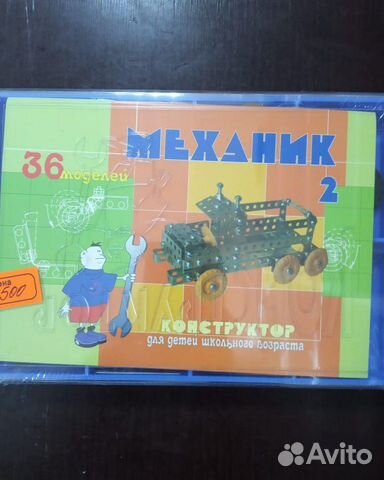 МЕХАНИК
2
36
моделей
500
КОНСТРУКТОР
для детей школьного возраста
Avito